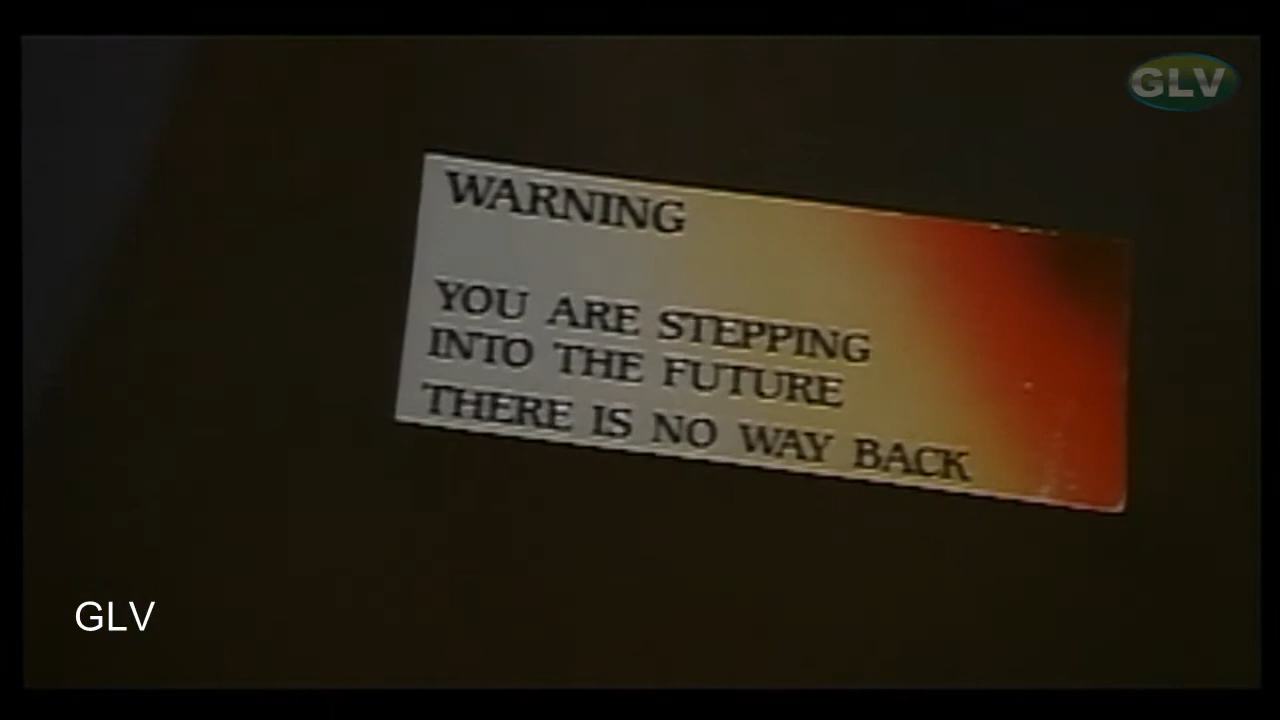 GLV
WARNING
YOU ARE STEPPING
INTO THE FUTURE
THERE IS NO WAY BACK
GLV